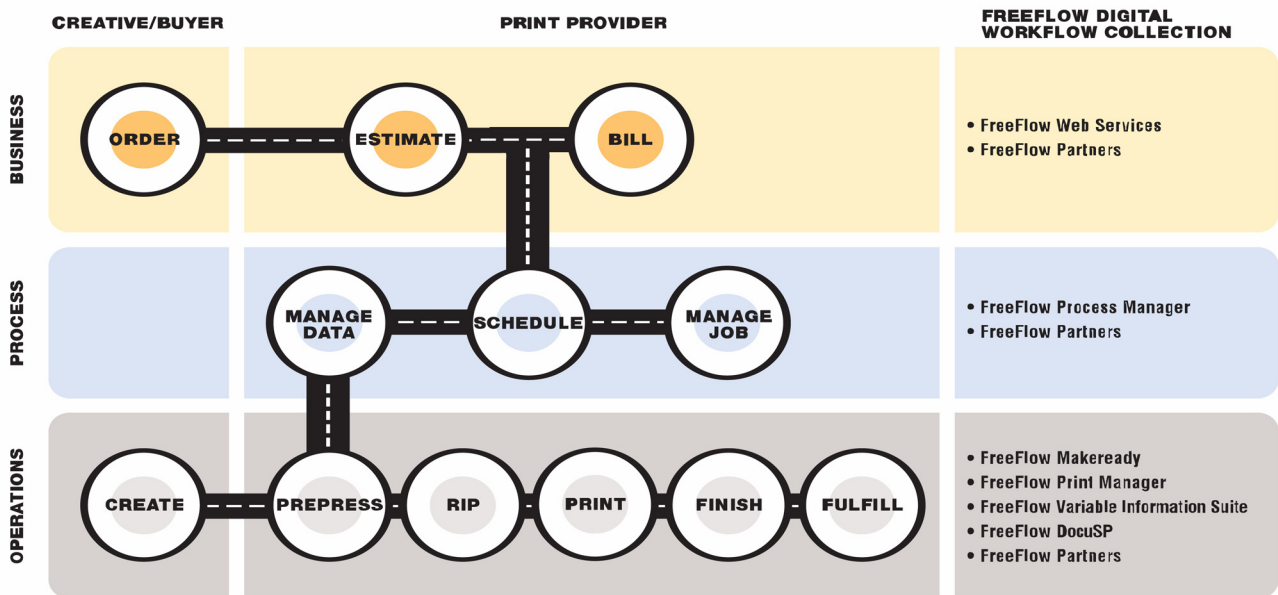 CREATIVE/BUYER
PRINT PROVIDER
FREEFLOW DIGITAL
WORKFLOW COLLECTION
BUSINESS
ORDER
ESTIMATE
BILL
• FreeFlow Web Services
• FreeFlow Partners
PROCESS
MANAGE
DATA
SCHEDULE
MANAGE
JOB
• FreeFlow Process Manager
• FreeFlow Partners
OPERATIONS
CREATE
PREPRESS
RIP
PRINT
FINISH
FULFILL
• FreeFlow Makeready
• FreeFlow Print Manager
• FreeFlow Variable Information Suite
• FreeFlow DocuSP
• FreeFlow Partners